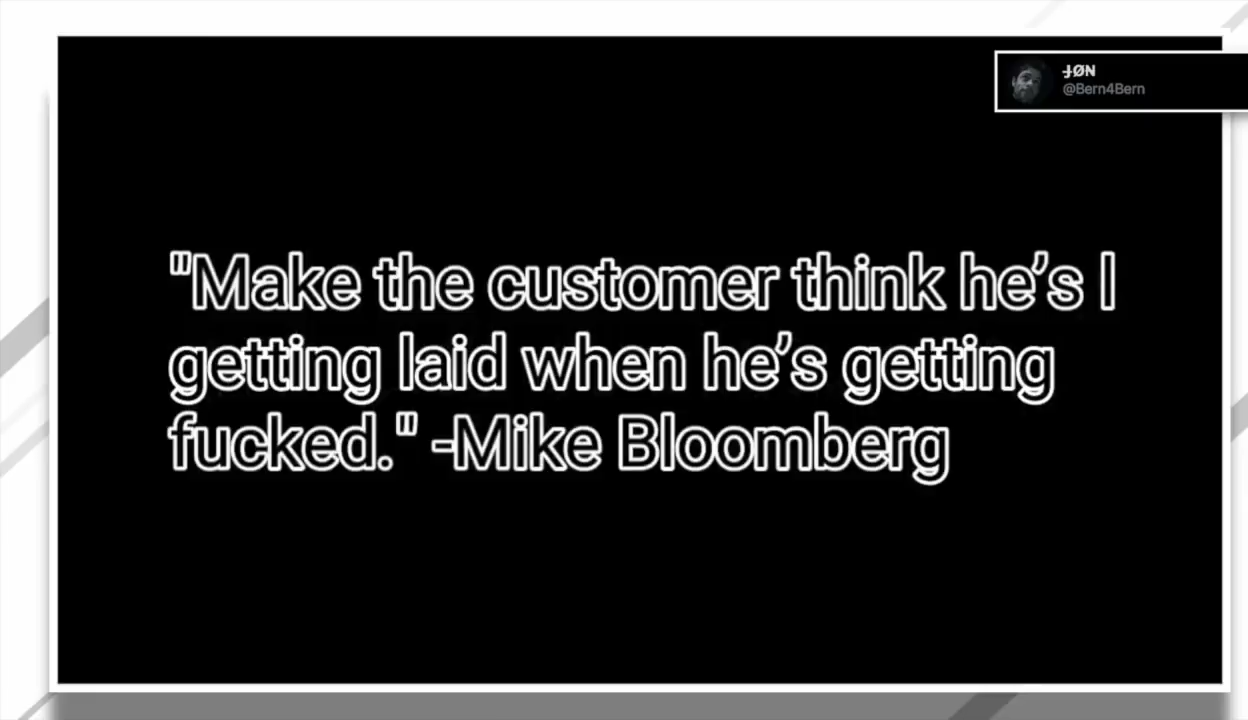 JØN
@Bern4Bern
"Make the customer think he’s l
getting laid when he’s getting
fucked." -Mike Bloomberg